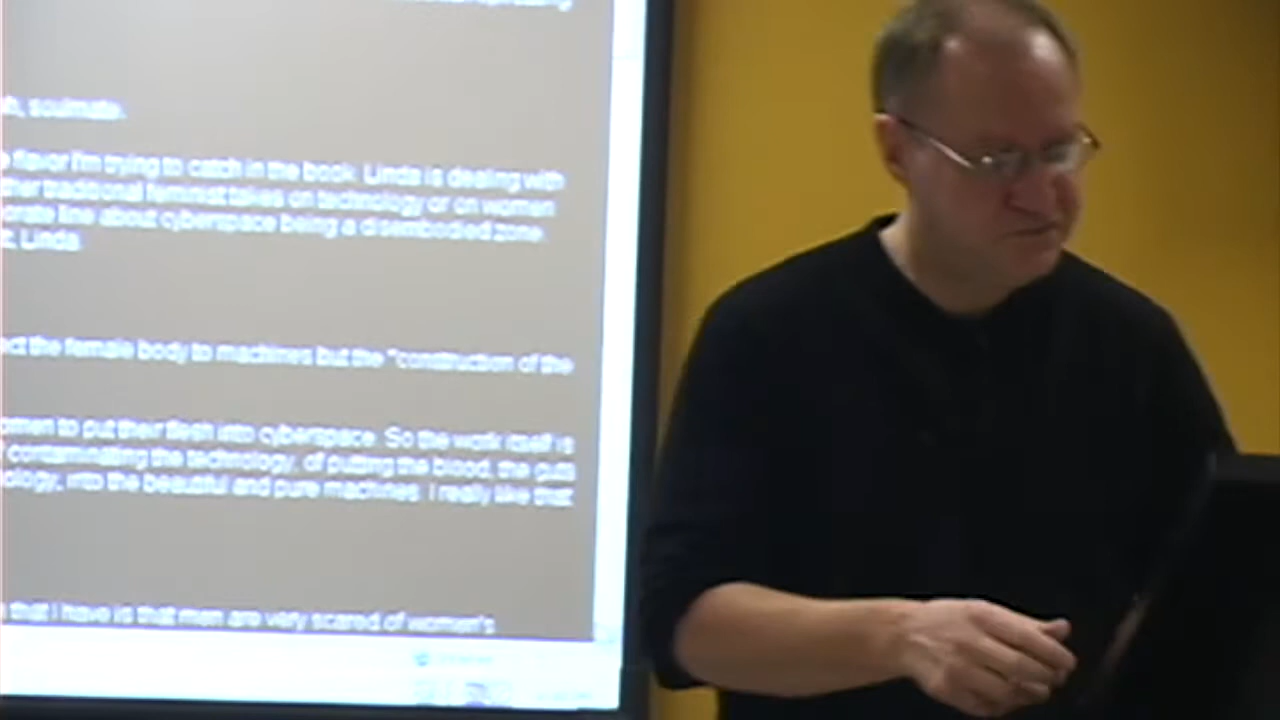 soulmate.
flavor I'm trying to catch in the book. Linda is dealing with
traditional feminist takes on technology or on women
line about cyberspace being a disembodied zone.
Linda
the female body to machines but the "construction of the
to put their flesh into cyberspace. So the work itself is
contaminating the technology, of putting the blood, the guts
into the beautiful and pure machines. I really like that
that I have is that men are very scared of women's